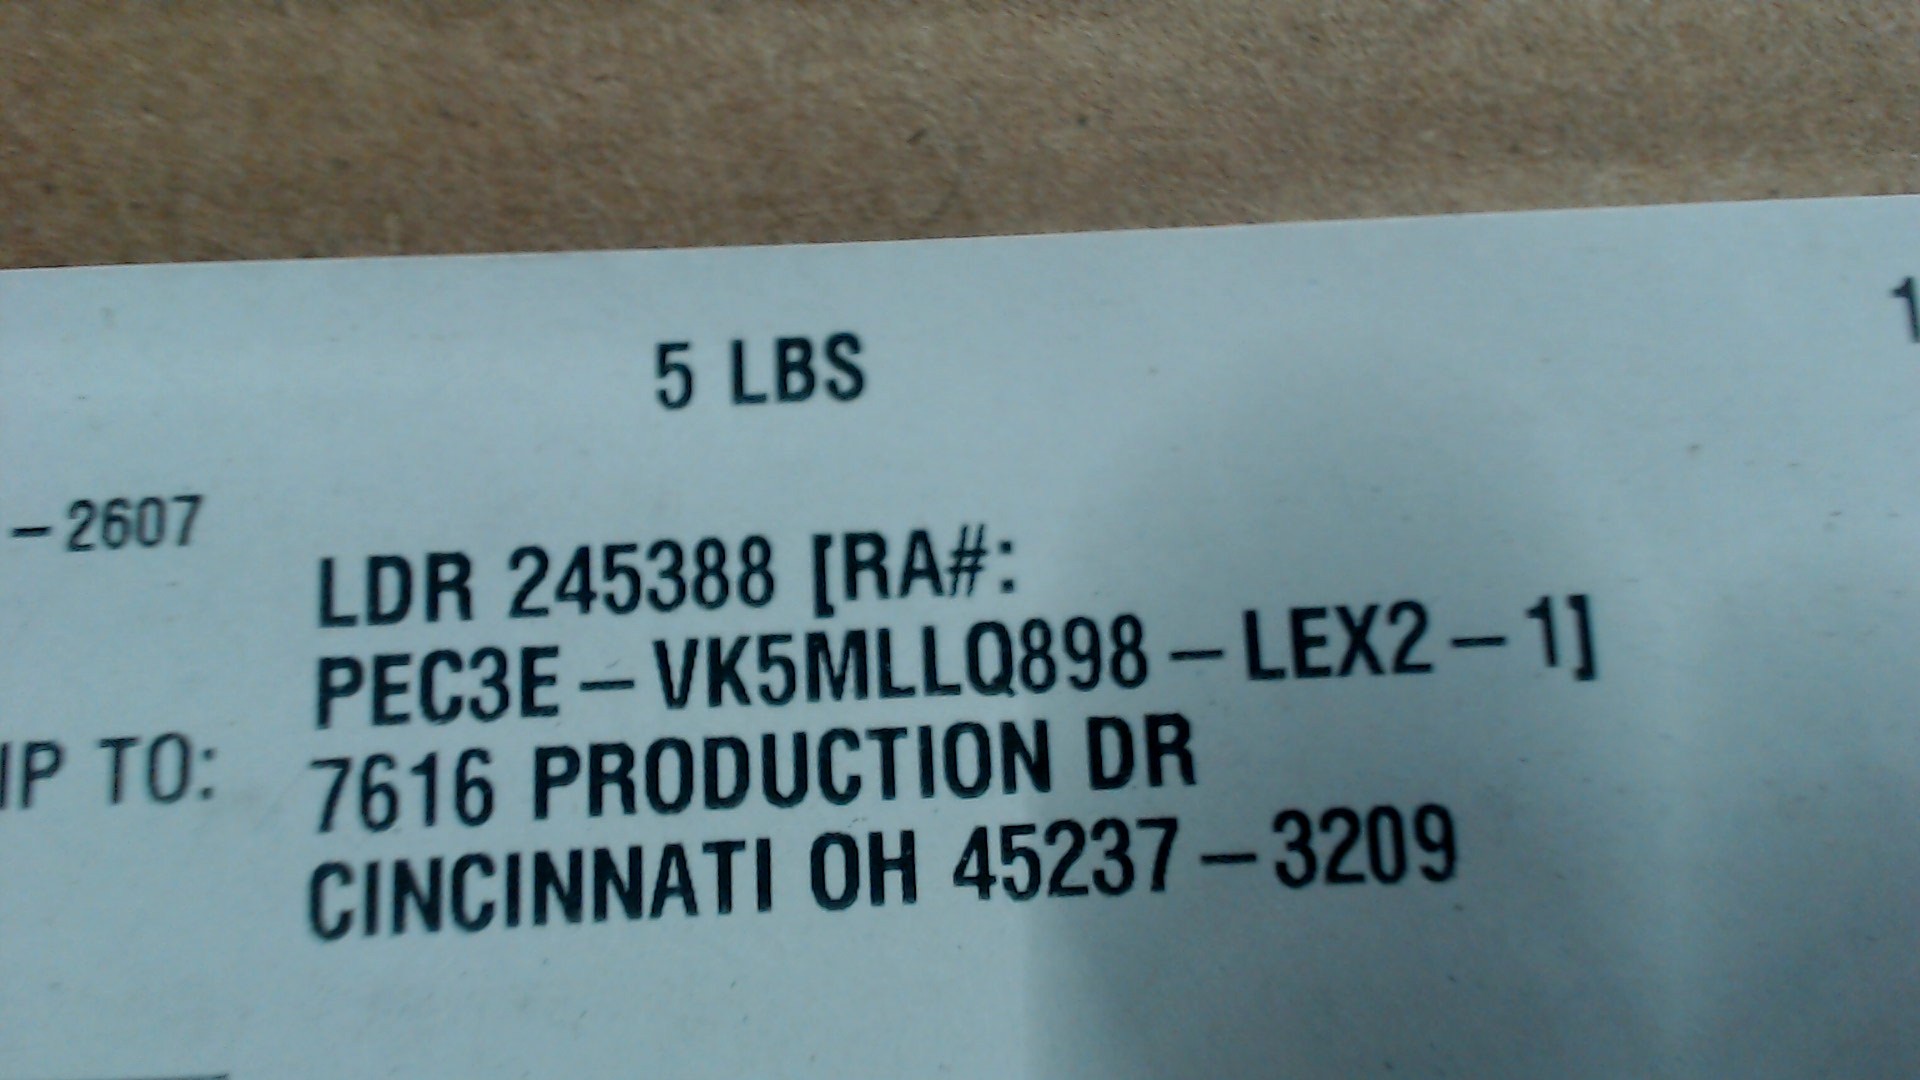 5 LBS
1
-2607
LDR 245388 [RA#:
PEC3E-VK5MLLQ898-LEX2-1]
IP TO:
7616 PRODUCTION DR
CINCINNATI OH 45237-3209